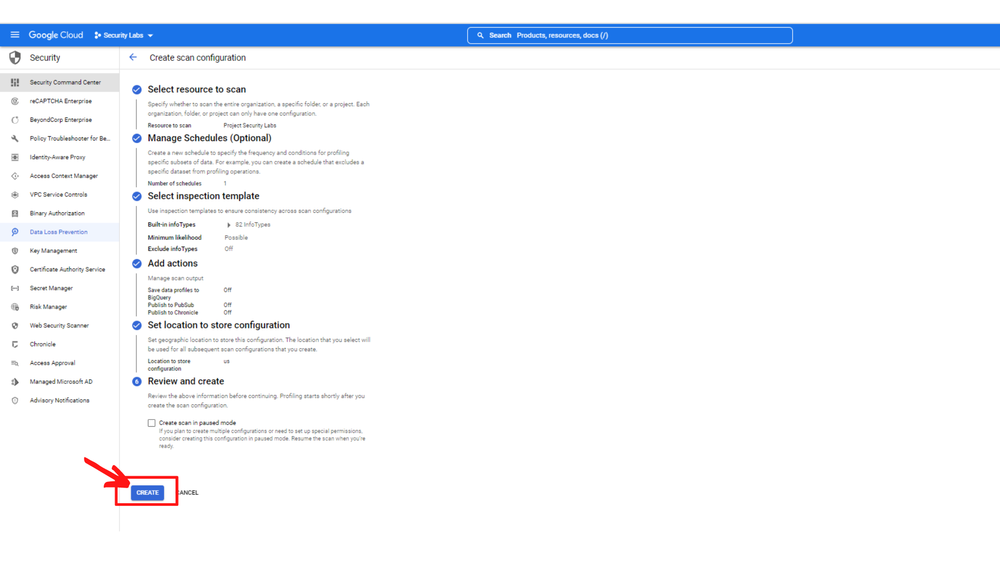 Google Cloud
Security Labs
Search Products, resources, docs (/)
Security
Create scan configuration
Security Command Center
reCAPTCHA Enterprise
BeyondCorp Enterprise
Policy Troubleshooter for Be...
Identity-Aware Proxy
Access Context Manager
VPC Service Controls
Binary Authorization
Data Loss Prevention
Key Management
Certificate Authority Service
Secret Manager
Risk Manager
Web Security Scanner
Chronicle
Access Approval
Managed Microsoft AD
Advisory Notifications
Select resource to scan
Specify whether to scan the entire organization, a specific folder, or a project. Each
organization, folder, or project can only have one configuration.
Resource to scan Project Security Labs
Manage Schedules (Optional)
Create a new schedule to specify the frequency and conditions for profiling
specific subsets of data. For example, you can create a schedule that excludes a
specific dataset from profiling operations.
Number of schedules 1
Select inspection template
Use inspection templates to ensure consistency across scan configurations
Built-in infoTypes 82 InfoTypes
Minimum likelihood Possible
Exclude infoTypes Off
Add actions
Manage scan output
Save data profiles to Off
BigQuery
Publish to PubSub Off
Publish to Chronicle Off
Set location to store configuration
Set geographic location to store this configuration. The location that you select will
be used for all subsequent scan configurations that you create.
Location to store us
configuration
6 Review and create
Review the above information before continuing. Profiling starts shortly after you
create the scan configuration.
Create scan in paused mode
If you plan to create multiple configurations or need to set up special permissions,
consider creating this configuration in paused mode. Resume the scan when you're
ready.
CREATE CANCEL